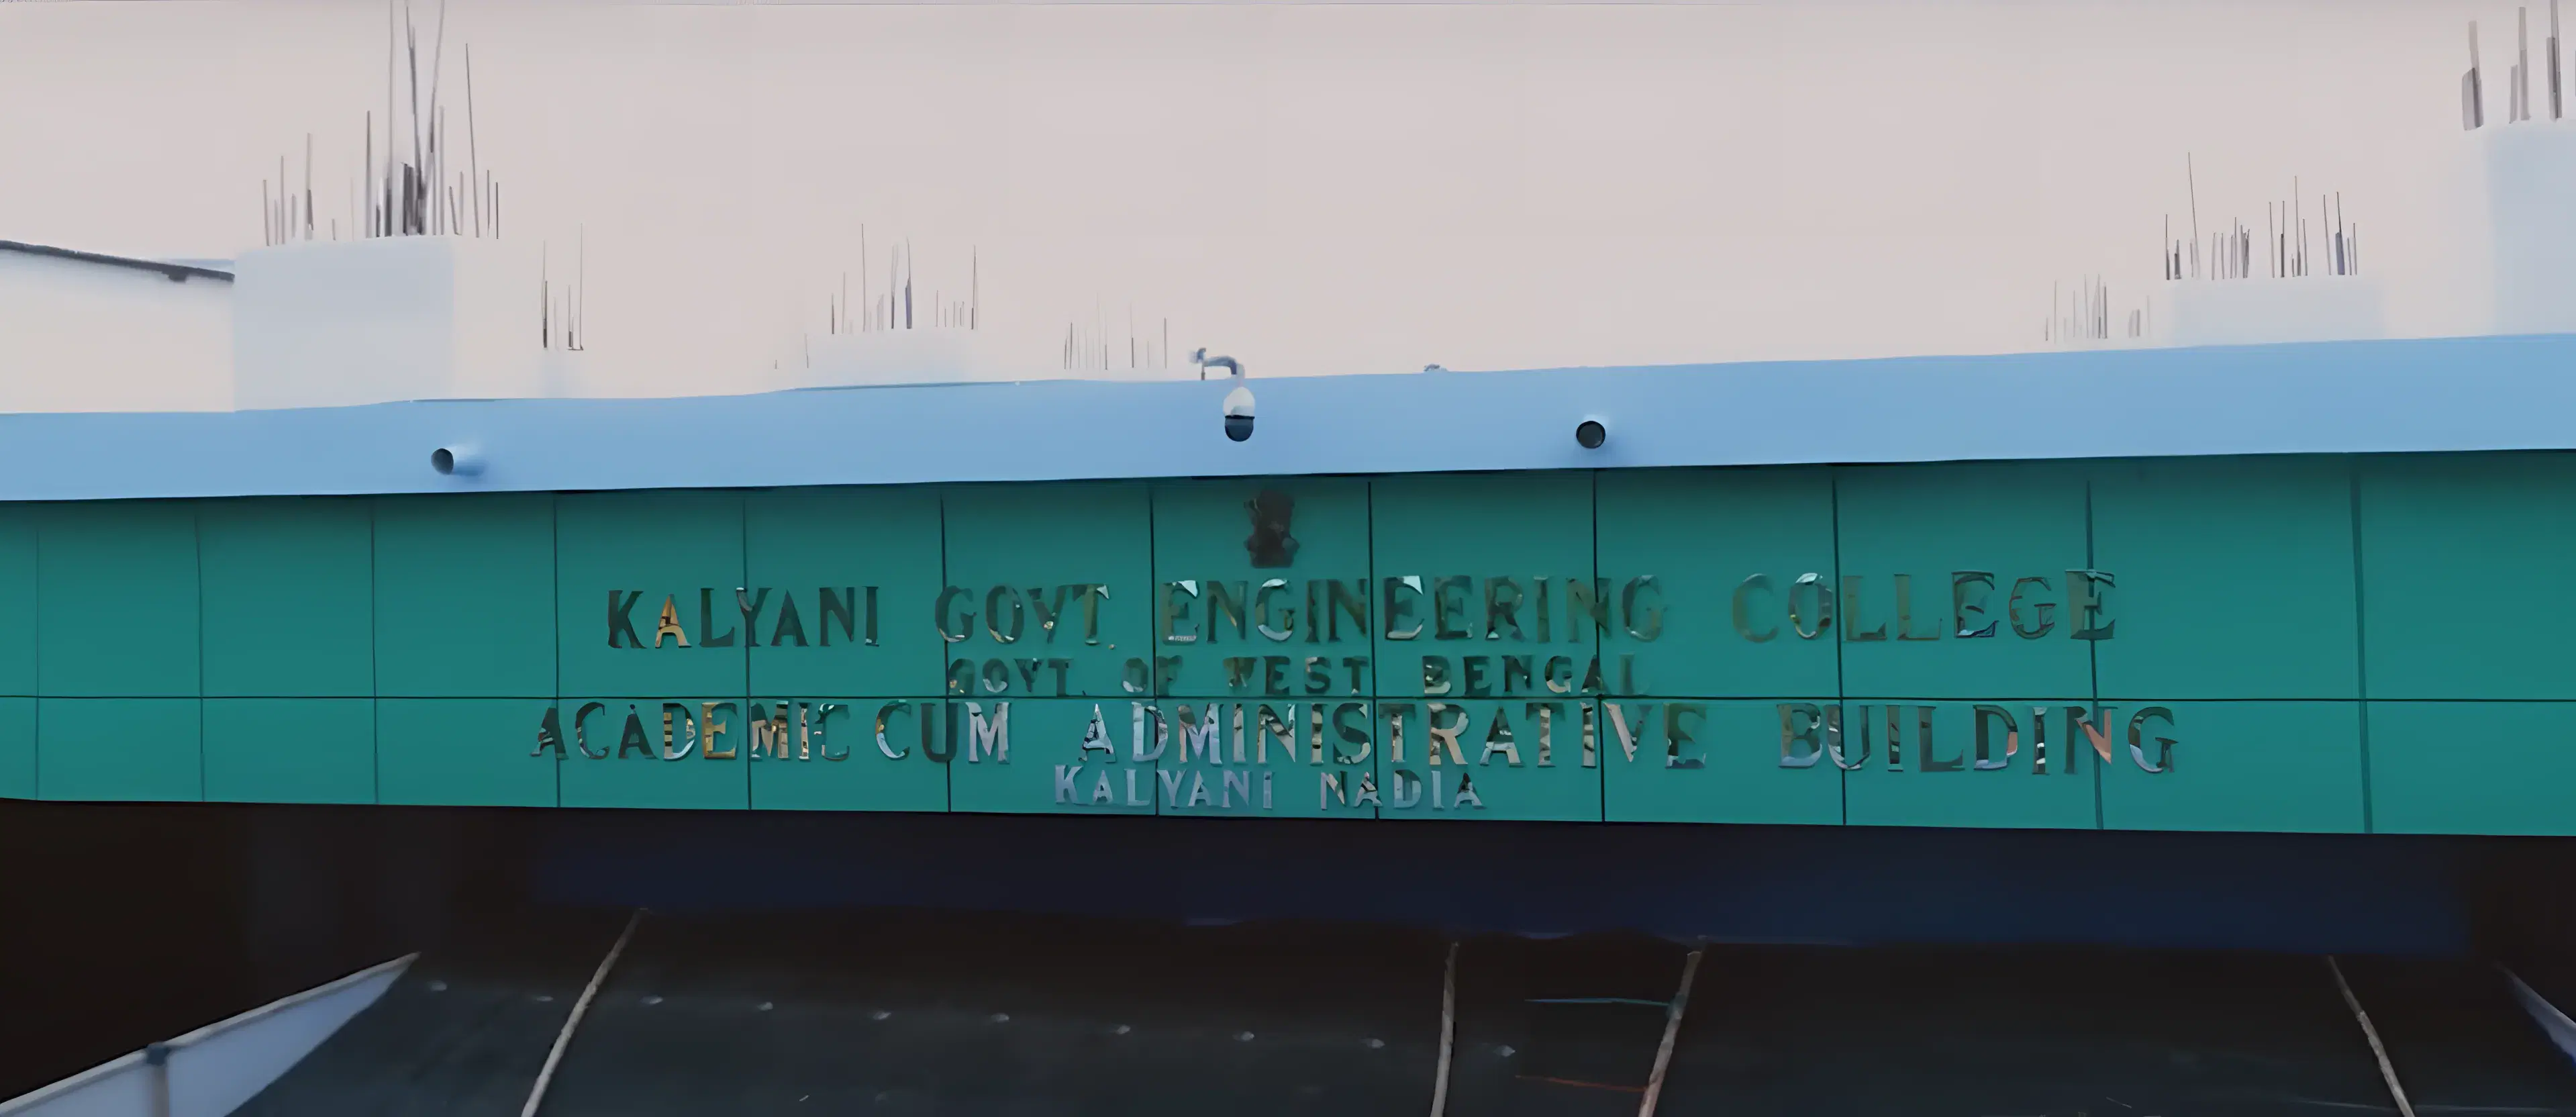 KALYANI GOVT. ENGINEERING COLLEGE
GOVT. OF WEST BENGAL
ACADEMIC CUM ADMINISTRATIVE BUILDING
KALYANI NADIA